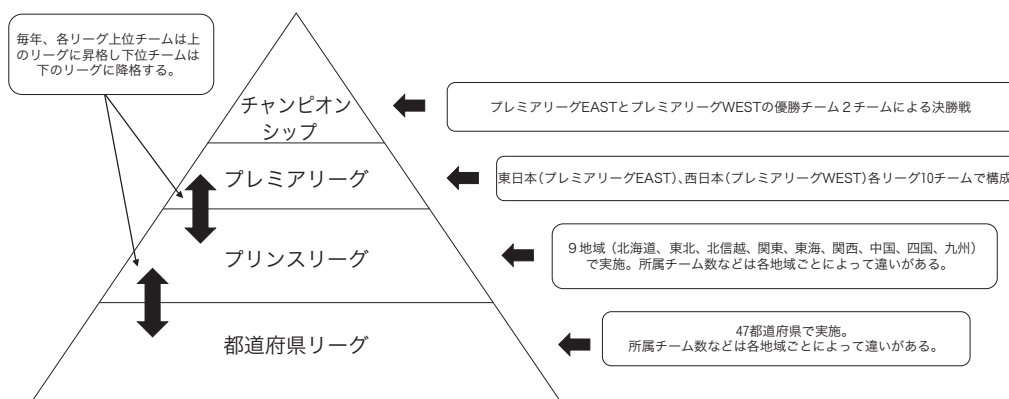 毎年、各リーグ上位チームは上
のリーグに昇格し下位チームは
下のリーグに降格する。
チャンピオン
シップ
プレミアリーグEASTとプレミアリーグWESTの優勝チーム２チームによる決勝戦
プレミアリーグ
東日本（プレミアリーグEAST）、西日本（プレミアリーグWEST）各リーグ10チームで構成
プリンスリーグ
９地域（北海道、東北、北信越、関東、東海、関西、中国、四国、九州）
で実施。所属チーム数などは各地域ごとによって違いがある。
都道府県リーグ
47都道府県で実施。
所属チーム数などは各地域ごとによって違いがある。